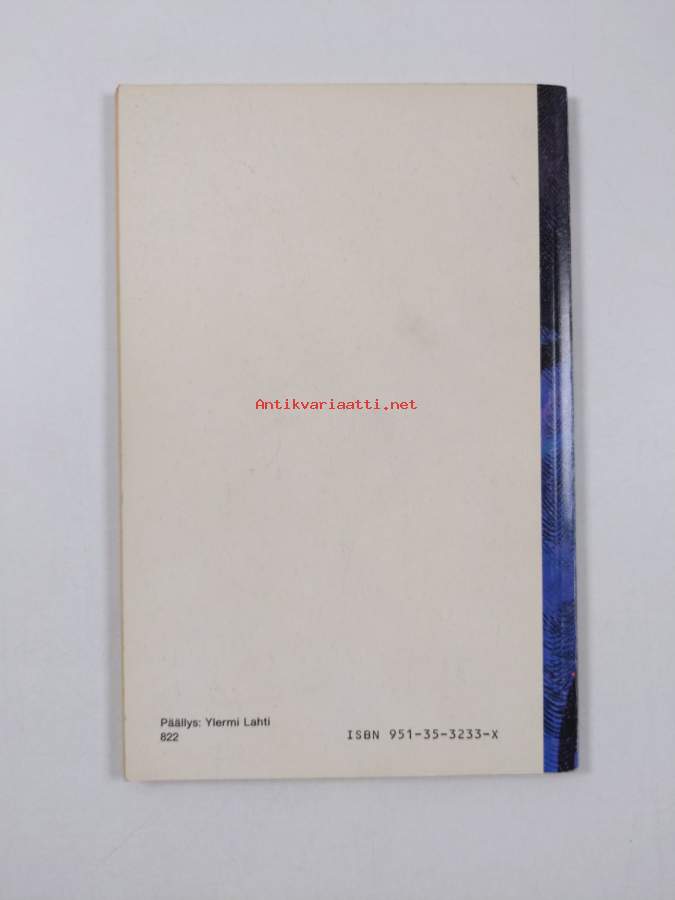 Antikvariaatti.net
Päällys: Ylermi Lahti
822
ISBN 951-35-3233-X